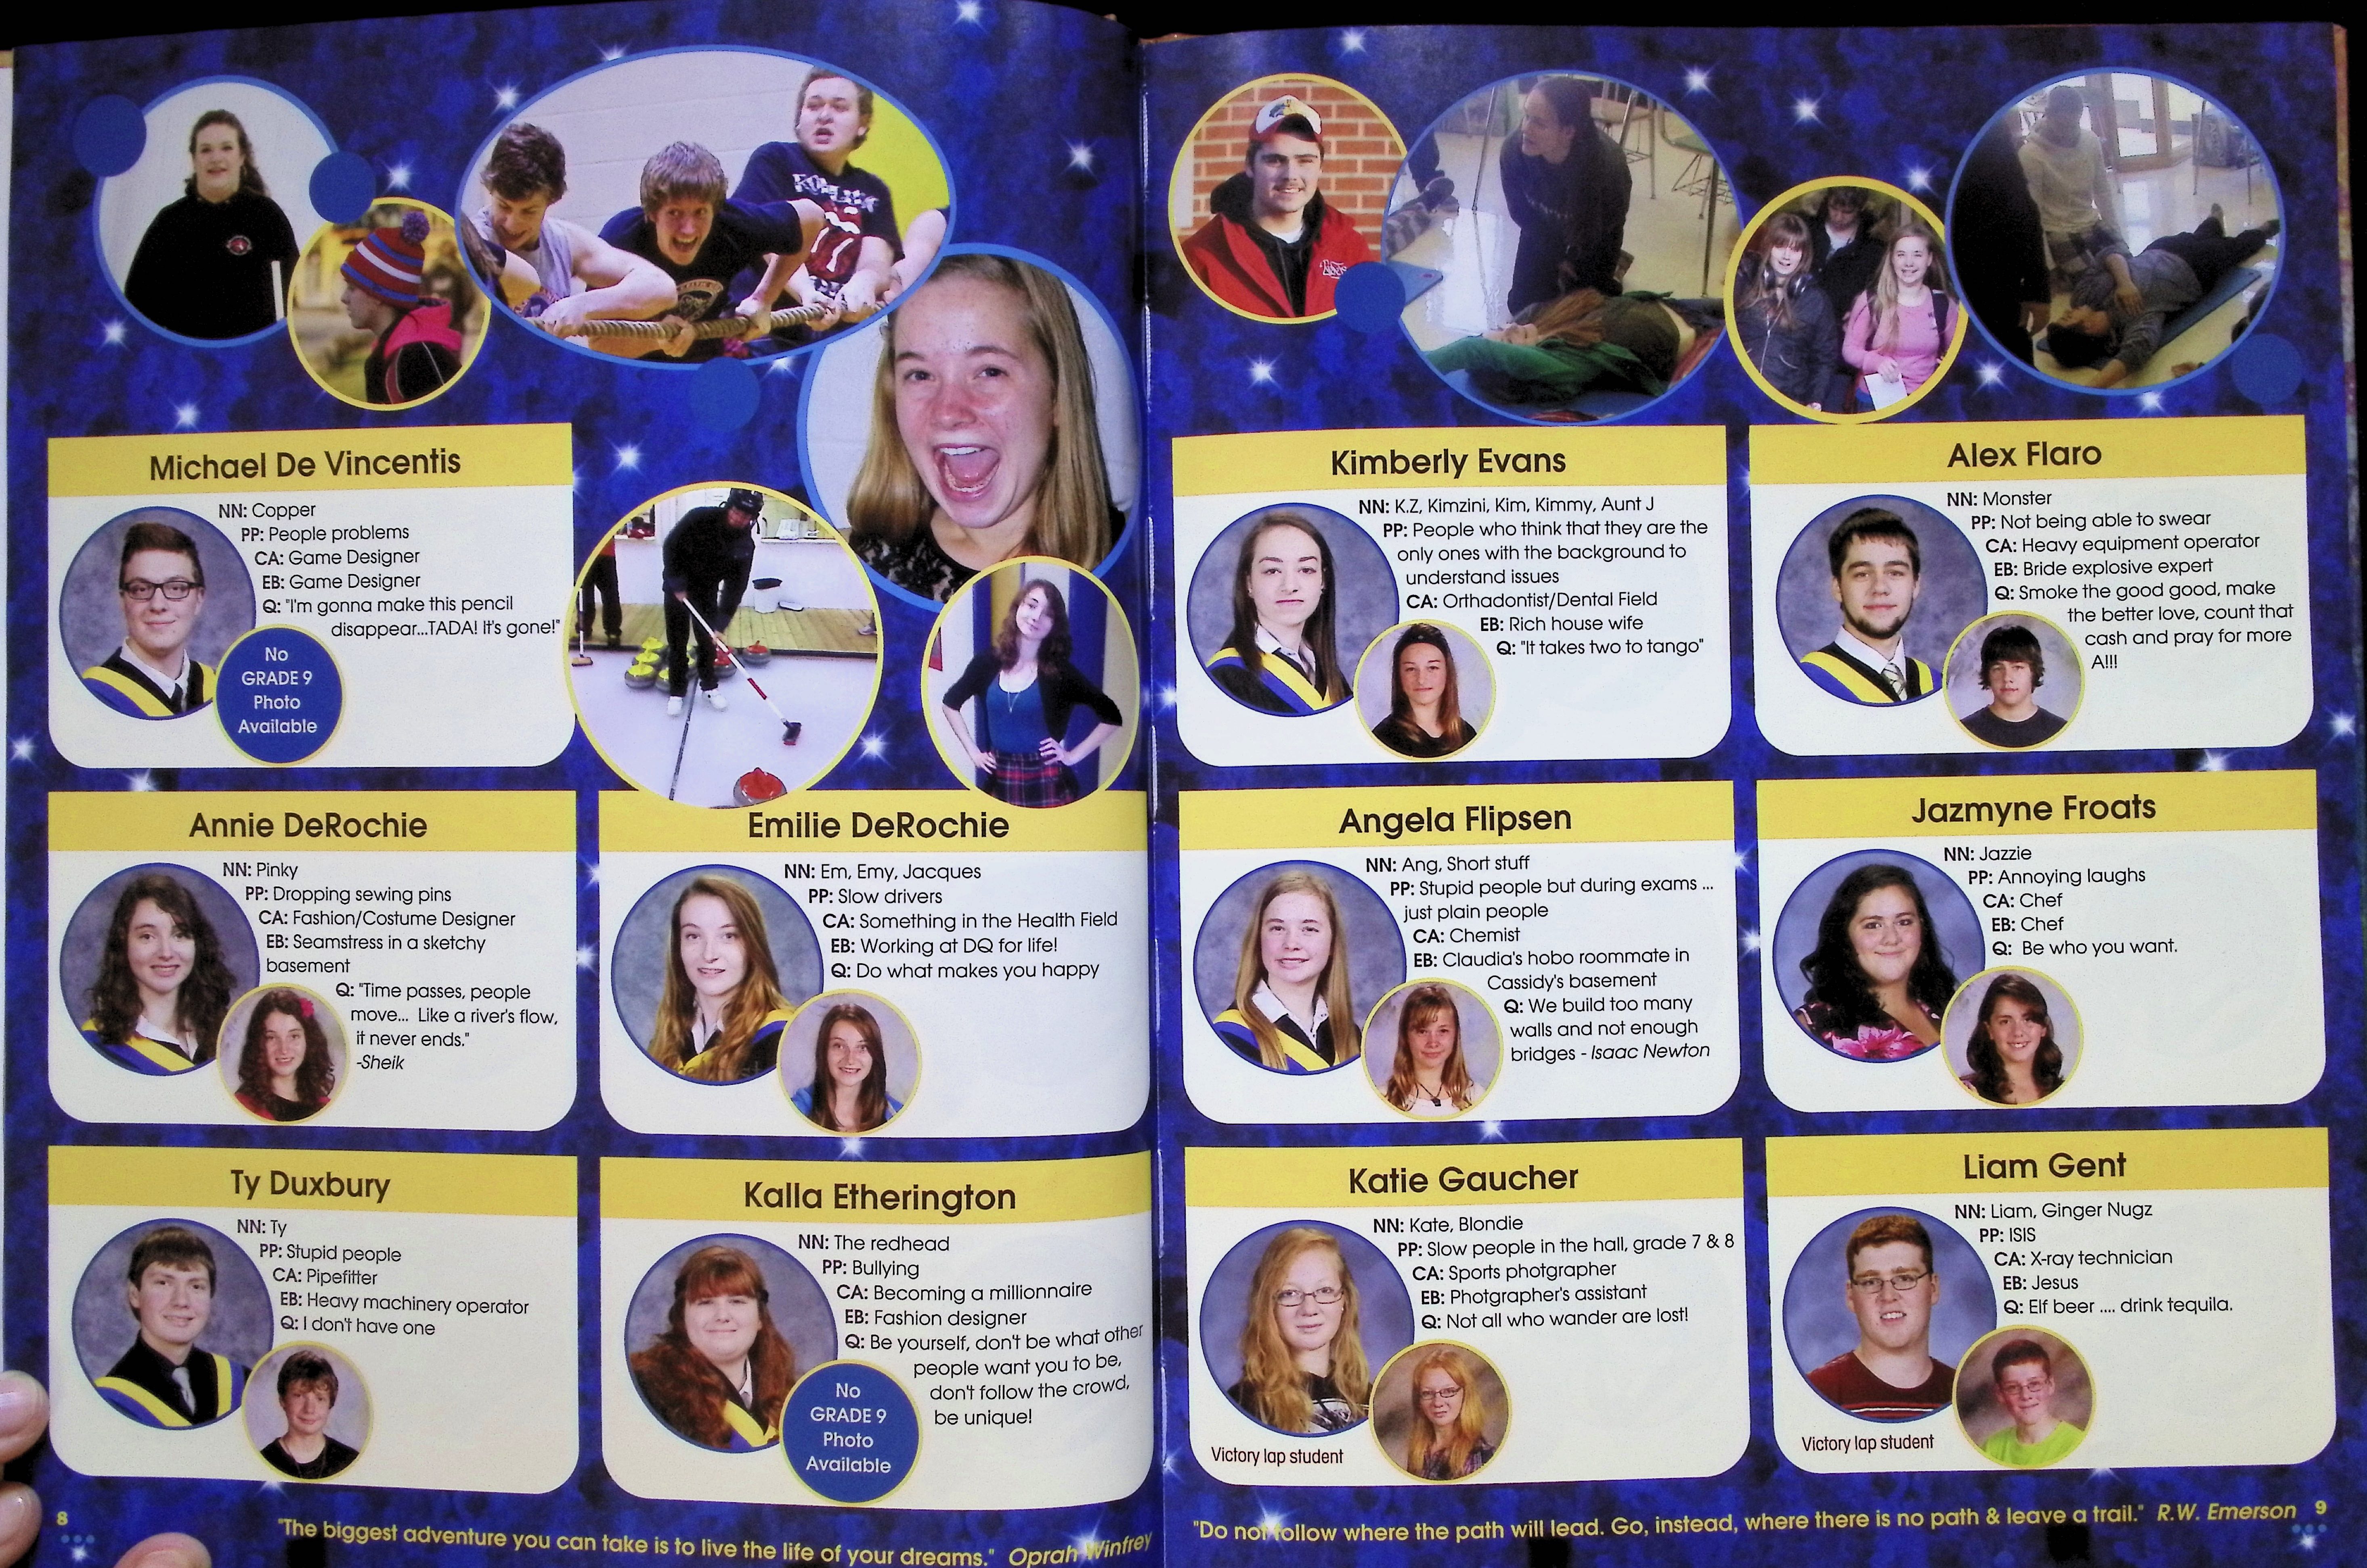 Michael De Vincentis
NN: Copper
PP: People problems
CA: Game Designer
EB: Game Designer
Q: "I'm gonna make this pencil
disappear...TADA! It's gone!"
No
GRADE 9
Photo
Available
Annie DeRochie
NN: Pinky
PP: Dropping sewing pins
CA: Fashion/Costume Designer
EB: Seamstress in a sketchy
basement
Q: "Time passes, people
move... Like a river's flow,
it never ends."
-Sheik
Emilie DeRochie
NN: Em, Emy, Jacques
PP: Slow drivers
CA: Something in the Health Field
EB: Working at DQ for life!
Q: Do what makes you happy
Ty Duxbury
NN: Ty
PP: Stupid people
CA: Pipefitter
EB: Heavy machinery operator
Q: I don't have one
Kalla Etherington
NN: The redhead
PP: Bullying
CA: Becoming a millionnaire
EB: Fashion designer
Q: Be yourself, don't be what other
people want you to be,
don't follow the crowd,
be unique!
No
GRADE 9
Photo
Available
8
"The biggest adventure you can take is to live the life of your dreams." Oprah Winfrey
Kimberly Evans
NN: K.Z, Kimzini, Kim, Kimmy, Aunt J
PP: People who think that they are the
only ones with the background to
understand issues
CA: Orthadontist/Dental Field
EB: Rich house wife
Q: "It takes two to tango"
Alex Flaro
NN: Monster
PP: Not being able to swear
CA: Heavy equipment operator
EB: Bride explosive expert
Q: Smoke the good good, make
the better love, count that
cash and pray for more
A!!!
Angela Flipsen
NN: Ang, Short stuff
PP: Stupid people but during exams ...
just plain people
CA: Chemist
EB: Claudia's hobo roommate in
Cassidy's basement
Q: We build too many
walls and not enough
bridges - Isaac Newton
Jazmyne Froats
NN: Jazzie
PP: Annoying laughs
CA: Chef
EB: Chef
Q: Be who you want.
Katie Gaucher
NN: Kate, Blondie
PP: Slow people in the hall, grade 7 & 8
CA: Sports photgrapher
EB: Photgrapher's assistant
Q: Not all who wander are lost!
Victory lap student
Liam Gent
NN: Liam, Ginger Nugz
PP: ISIS
CA: X-ray technician
EB: Jesus
Q: Elf beer .... drink tequila.
Victory lap student
"Do not follow where the path will lead. Go, instead, where there is no path & leave a trail." R.W. Emerson 9